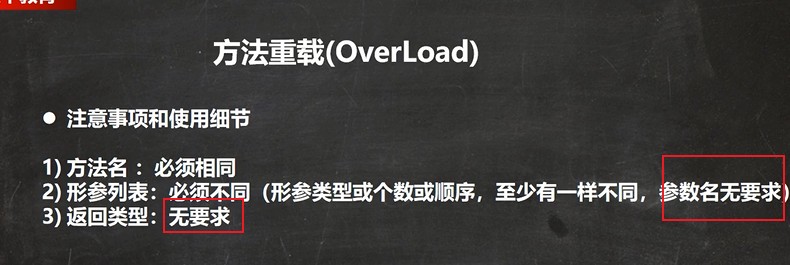 方法重载(OverLoad)
● 注意事项和使用细节
1) 方法名 ：必须相同
2) 形参列表：必须不同（形参类型或个数或顺序，至少有一样不同，参数名无要求）
3) 返回类型：无要求